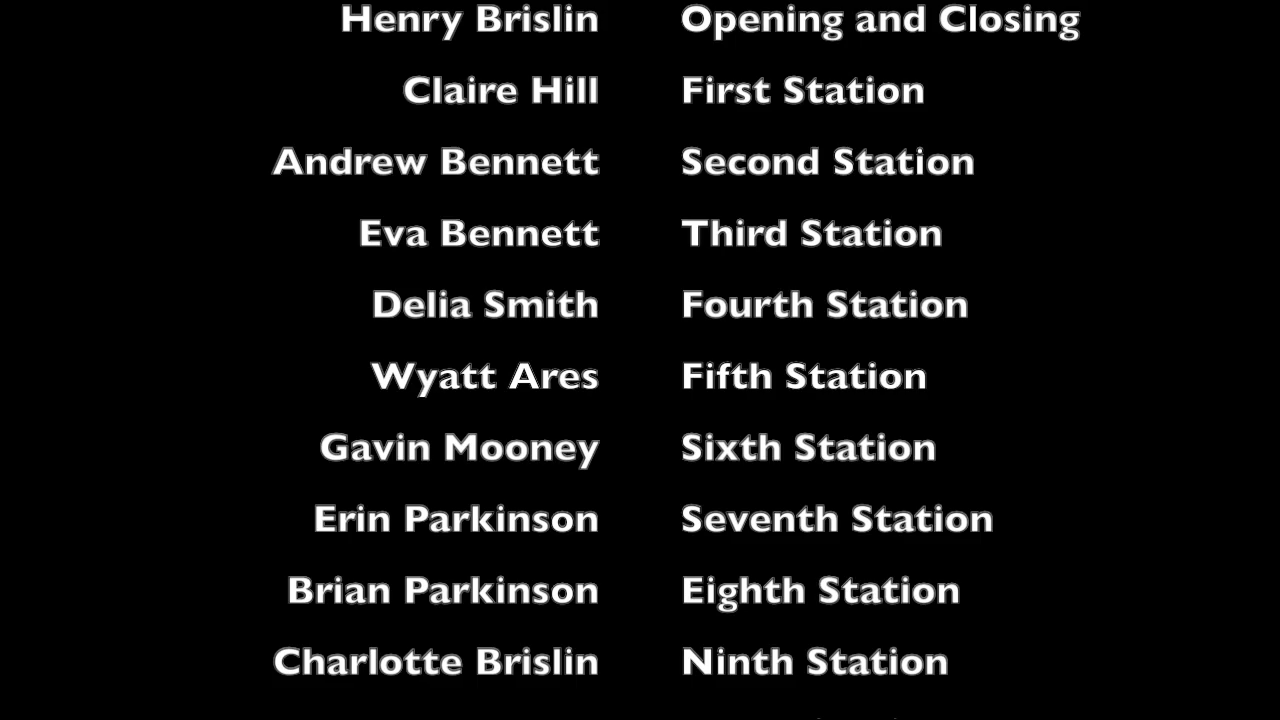 Henry Brislin Opening and Closing
Claire Hill First Station
Andrew Bennett Second Station
Eva Bennett Third Station
Delia Smith Fourth Station
Wyatt Ares Fifth Station
Gavin Mooney Sixth Station
Erin Parkinson Seventh Station
Brian Parkinson Eighth Station
Charlotte Brislin Ninth Station